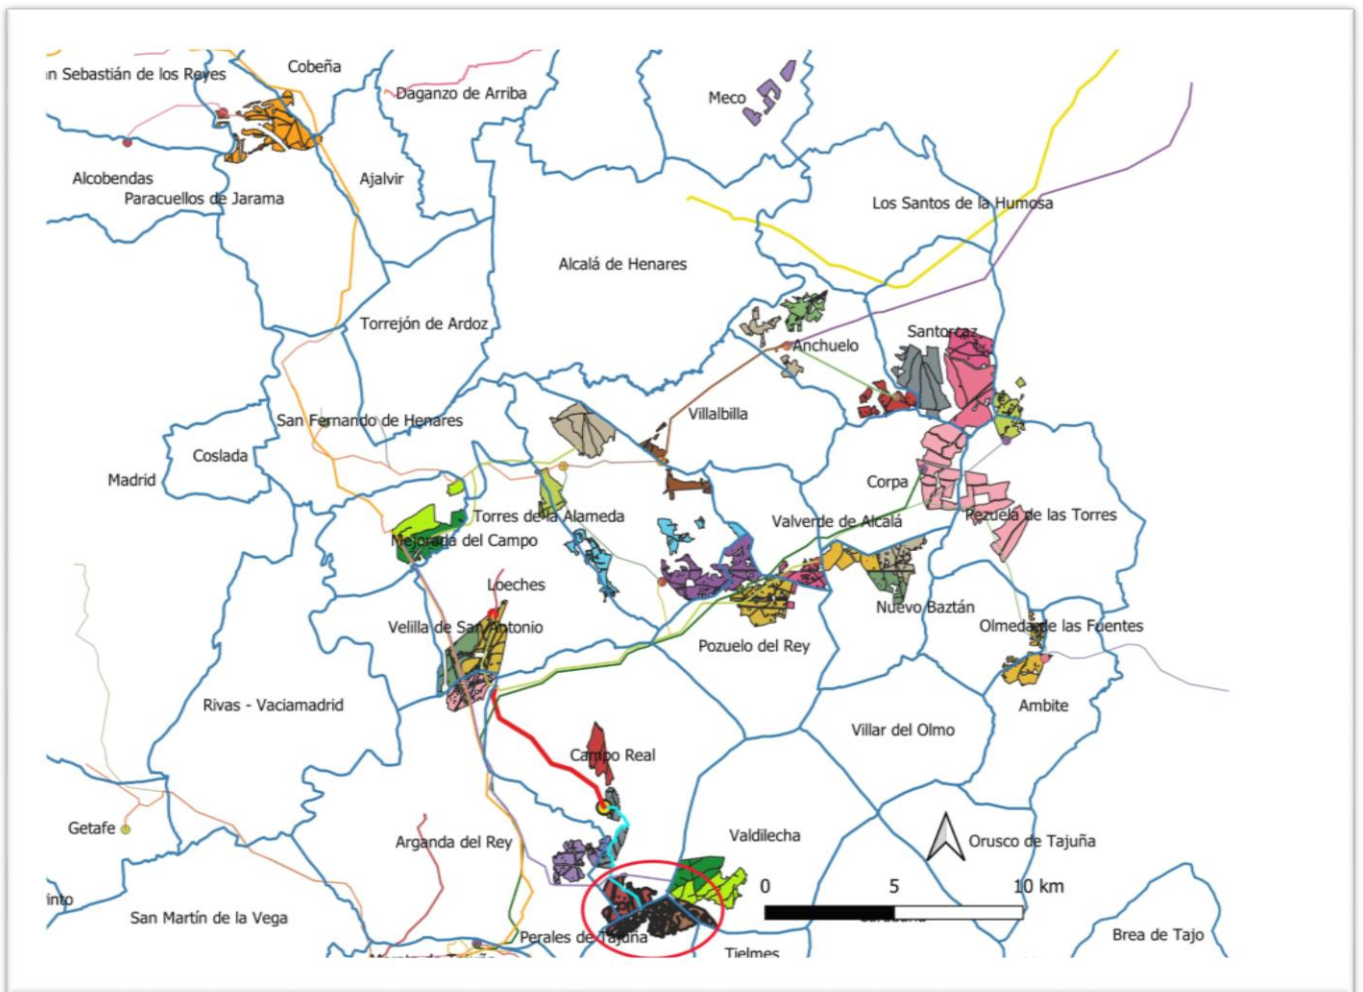 Cobeña
n Sebastián de los Reyes
Daganzo de Arriba
Meco
Alcobendas
Ajalvir
Paracuellos de Jarama
Los Santos de la Humosa
Alcalá de Henares
Torrejón de Ardoz
Santorcaz
Anchuelo
Villalbilla
San Fernando de Henares
Coslada
Madrid
Corpa
Torres de la Alameda
Valverde de Alcalá
Pezuela de las Torres
Mejorada del Campo
Loeches
Nuevo Baztán
Velilla de San Antonio
Olmeda de las Fuentes
Pozuelo del Rey
Rivas - Vaciamadrid
Ambite
Villar del Olmo
Campo Real
Getafe
Valdilecha
Arganda del Rey
Orusco de Tajuña
0 5 10 km
into
San Martín de la Vega
Perales de Tajuña
Brea de Tajo
Tielmes